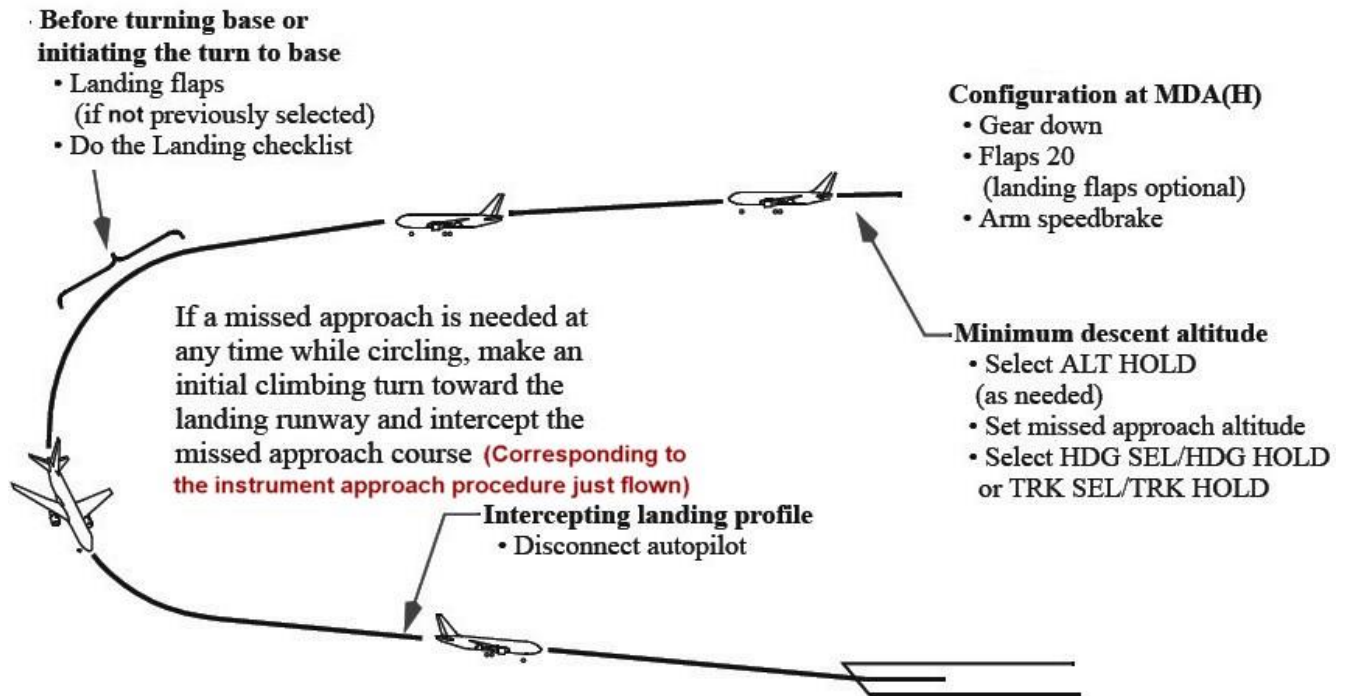 Before turning base or
initiating the turn to base
• Landing flaps
(if not previously selected)
• Do the Landing checklist
Configuration at MDA(H)
• Gear down
• Flaps 20
(landing flaps optional)
• Arm speedbrake
If a missed approach is needed at
any time while circling, make an
initial climbing turn toward the
landing runway and intercept the
missed approach course (Corresponding to
the instrument approach procedure just flown)
Minimum descent altitude
• Select ALT HOLD
(as needed)
• Set missed approach altitude
• Select HDG SEL/HDG HOLD
or TRK SEL/TRK HOLD
Intercepting landing profile
• Disconnect autopilot